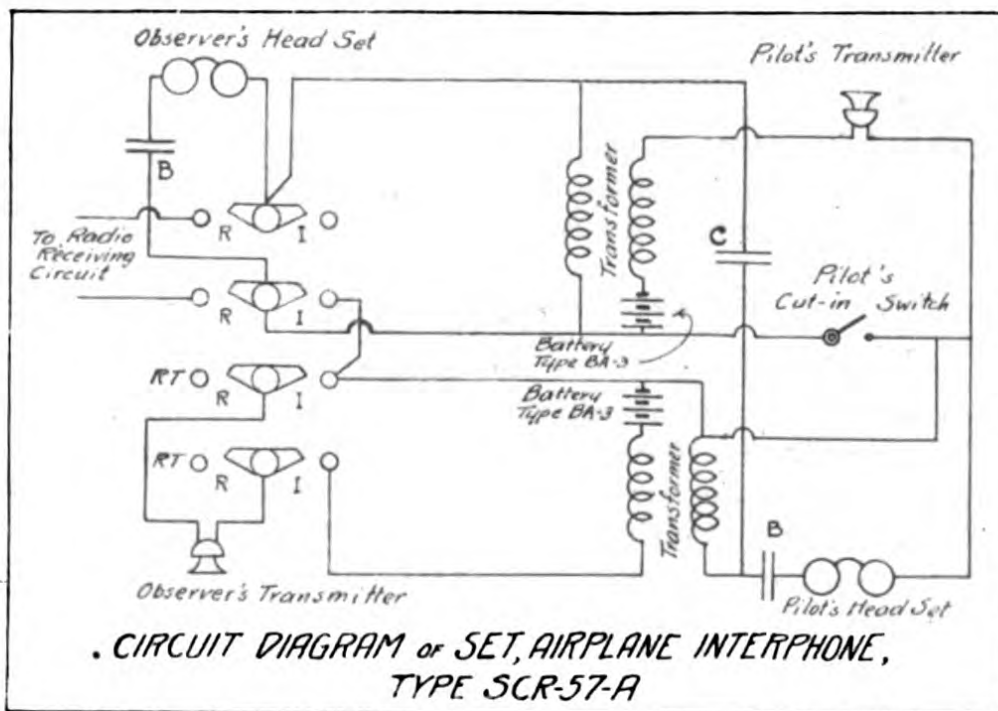 Observer's Head Set
Pilot's Transmitter
B
R
I
To Radio
Receiving
Circuit
Transformer
C
Pilot's
Cut-in Switch
R
I
Battery
Type BA-3
RT
R
I
Battery
Type BA-3
RT
R
I
Transformer
B
Observer's Transmitter
Pilot's Head Set
. CIRCUIT DIAGRAM OF SET, AIRPLANE INTERPHONE,
TYPE SCR-57-A